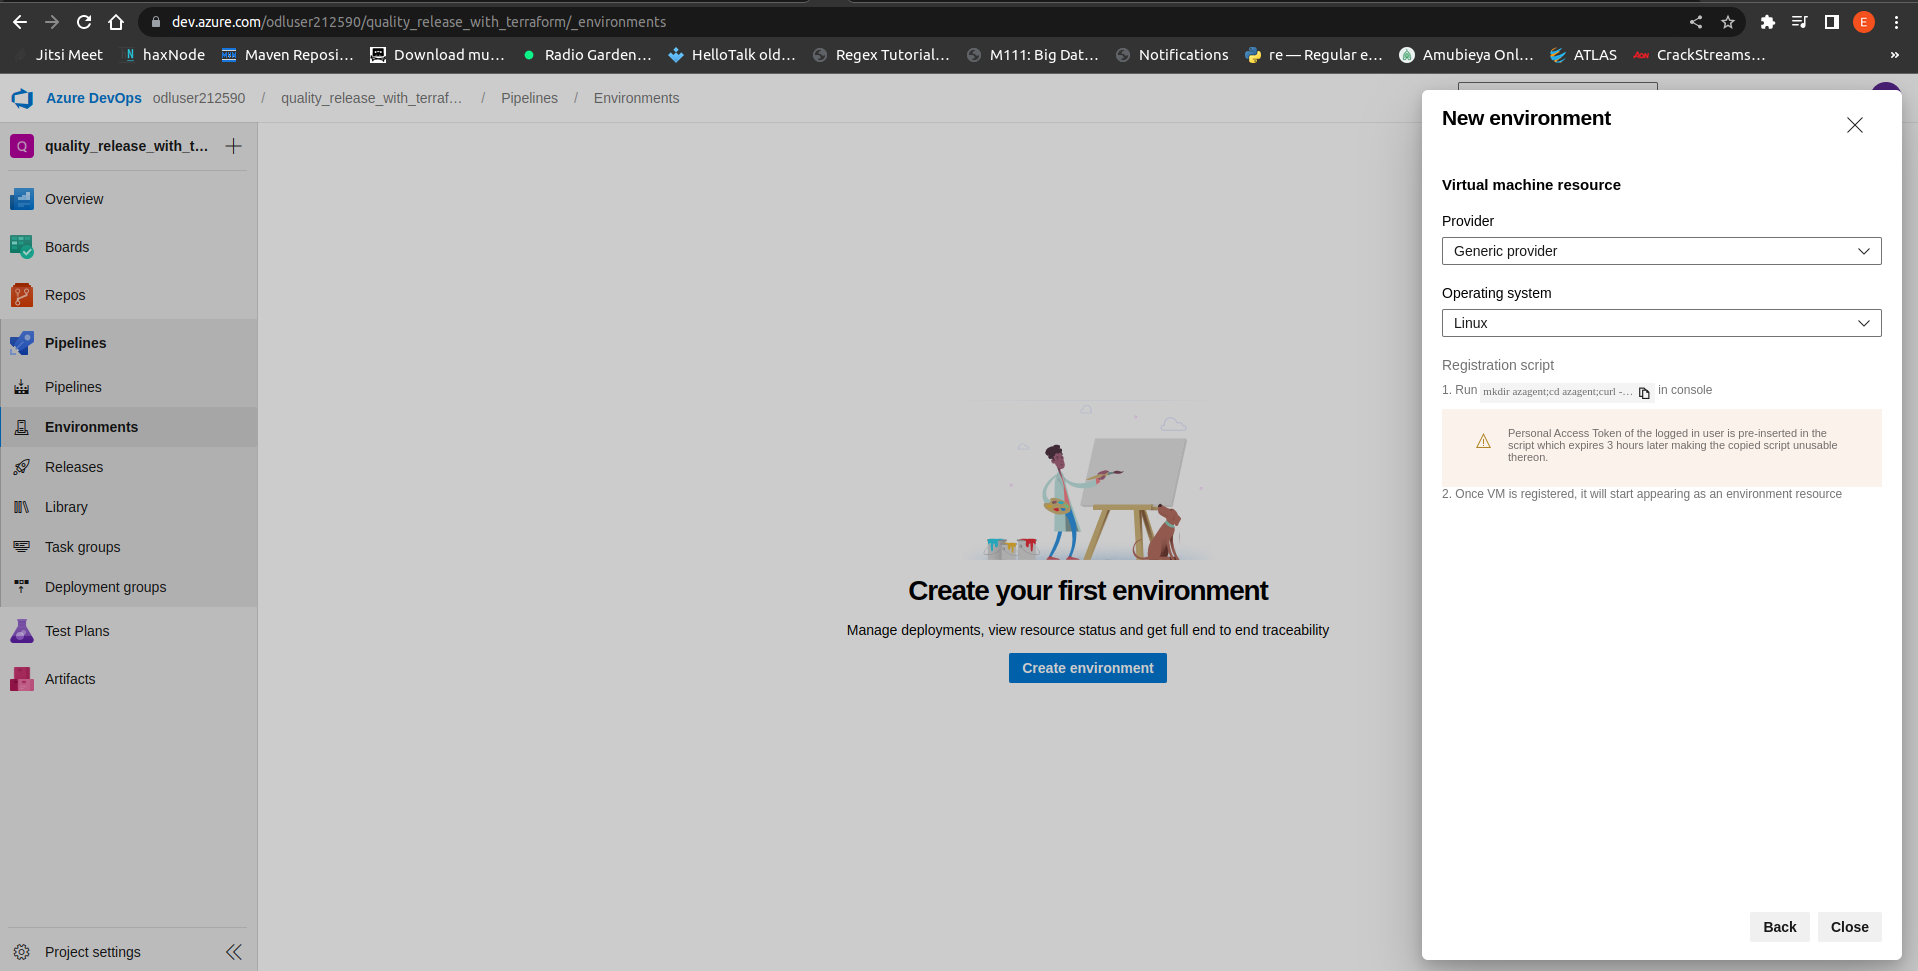 dev.azure.com/odluser212590/quality_release_with_terraform/_environments
E
Jitsi Meet
haxNode
Maven Reposi...
Download mu...
Radio Garden...
HelloTalk old...
Regex Tutorial...
M111: Big Dat...
Notifications
re — Regular e...
Amubieya Onl...
ATLAS
CrackStreams...
»
Azure DevOps odluser212590 / quality_release_with_terraf... / Pipelines / Environments
Q quality_release_with_t...
Overview
Boards
Repos
Pipelines
Pipelines
Environments
Releases
Library
Task groups
Deployment groups
Test Plans
Artifacts
Project settings
Create your first environment
Manage deployments, view resource status and get full end to end traceability
Create environment
New environment
Virtual machine resource
Provider
Generic provider
Operating system
Linux
Registration script
1. Run mkdir azagent;cd azagent;curl -... in console
Personal Access Token of the logged in user is pre-inserted in the
script which expires 3 hours later making the copied script unusable
thereon.
2. Once VM is registered, it will start appearing as an environment resource
Back
Close